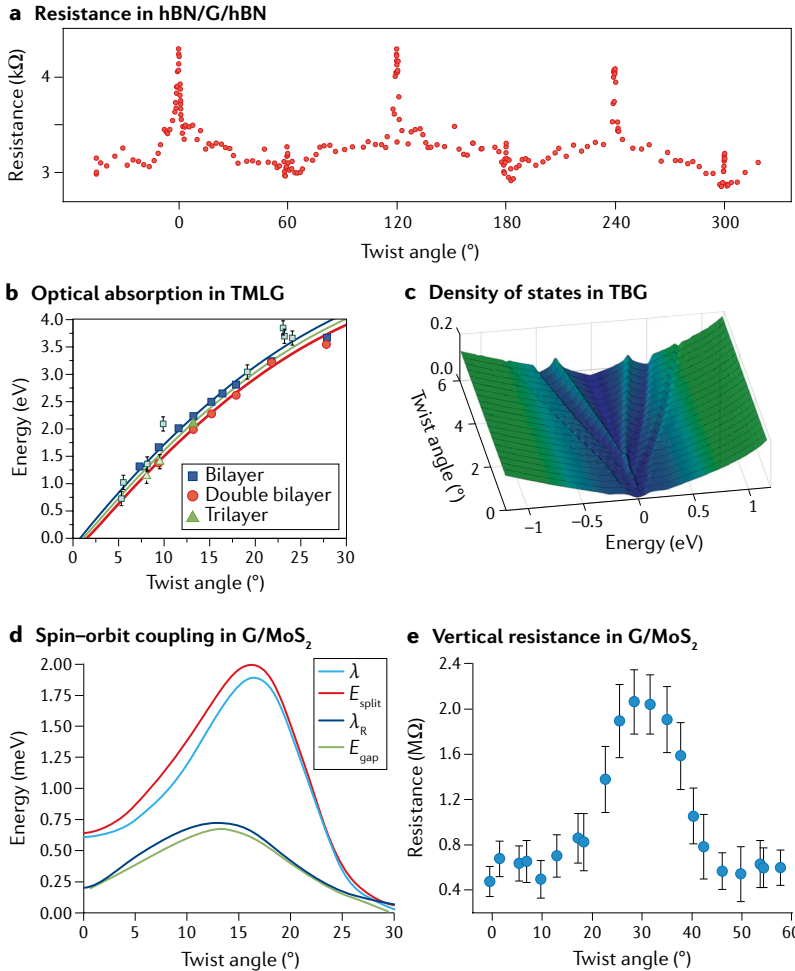 a Resistance in hBN/G/hBN
Resistance (kΩ)
4
3
0 60 120 180 240 300
Twist angle (°)
b Optical absorption in TMLG
Energy (eV)
4.0
3.5
3.0
2.5
2.0
1.5
1.0
0.5
0.0
0 5 10 15 20 25 30
Twist angle (°)
Bilayer
Double bilayer
Trilayer
c Density of states in TBG
0.2
0.0
6
4
2
0
Twist angle (°)
−1 −0.5 0 0.5 1
Energy (eV)
d Spin–orbit coupling in G/MoS₂
Energy (meV)
2.00
1.75
1.50
1.25
1.00
0.75
0.50
0.25
0.00
0 5 10 15 20 25 30
Twist angle (°)
λ
E split
λ R
E gap
e Vertical resistance in G/MoS₂
Resistance (MΩ)
2.4
2.0
1.6
1.2
0.8
0.4
0 10 20 30 40 50 60
Twist angle (°)